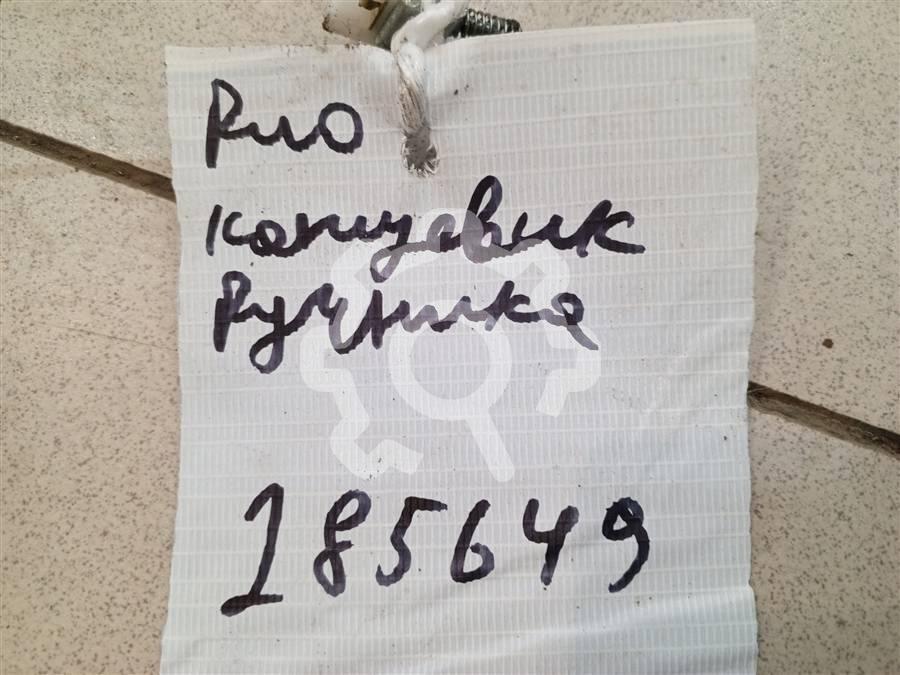 Рио
концевик
Ручника
185649